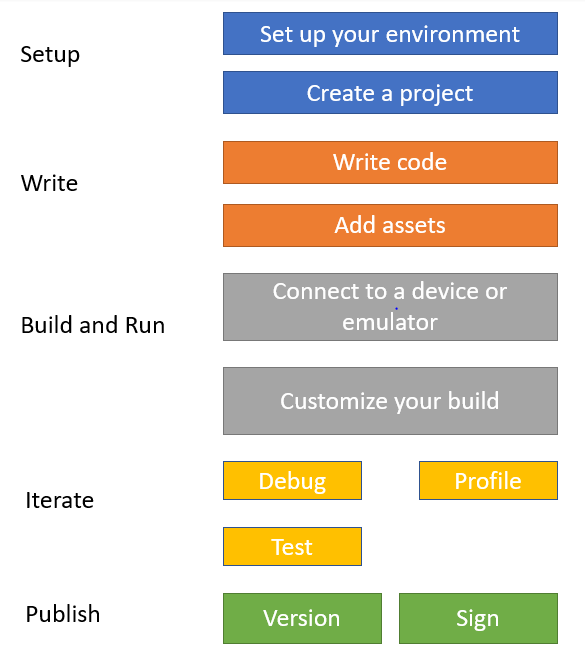 Setup
Set up your environment
Create a project
Write
Write code
Add assets
Build and Run
Connect to a device or
emulator
Customize your build
Iterate
Debug
Profile
Test
Publish
Version
Sign